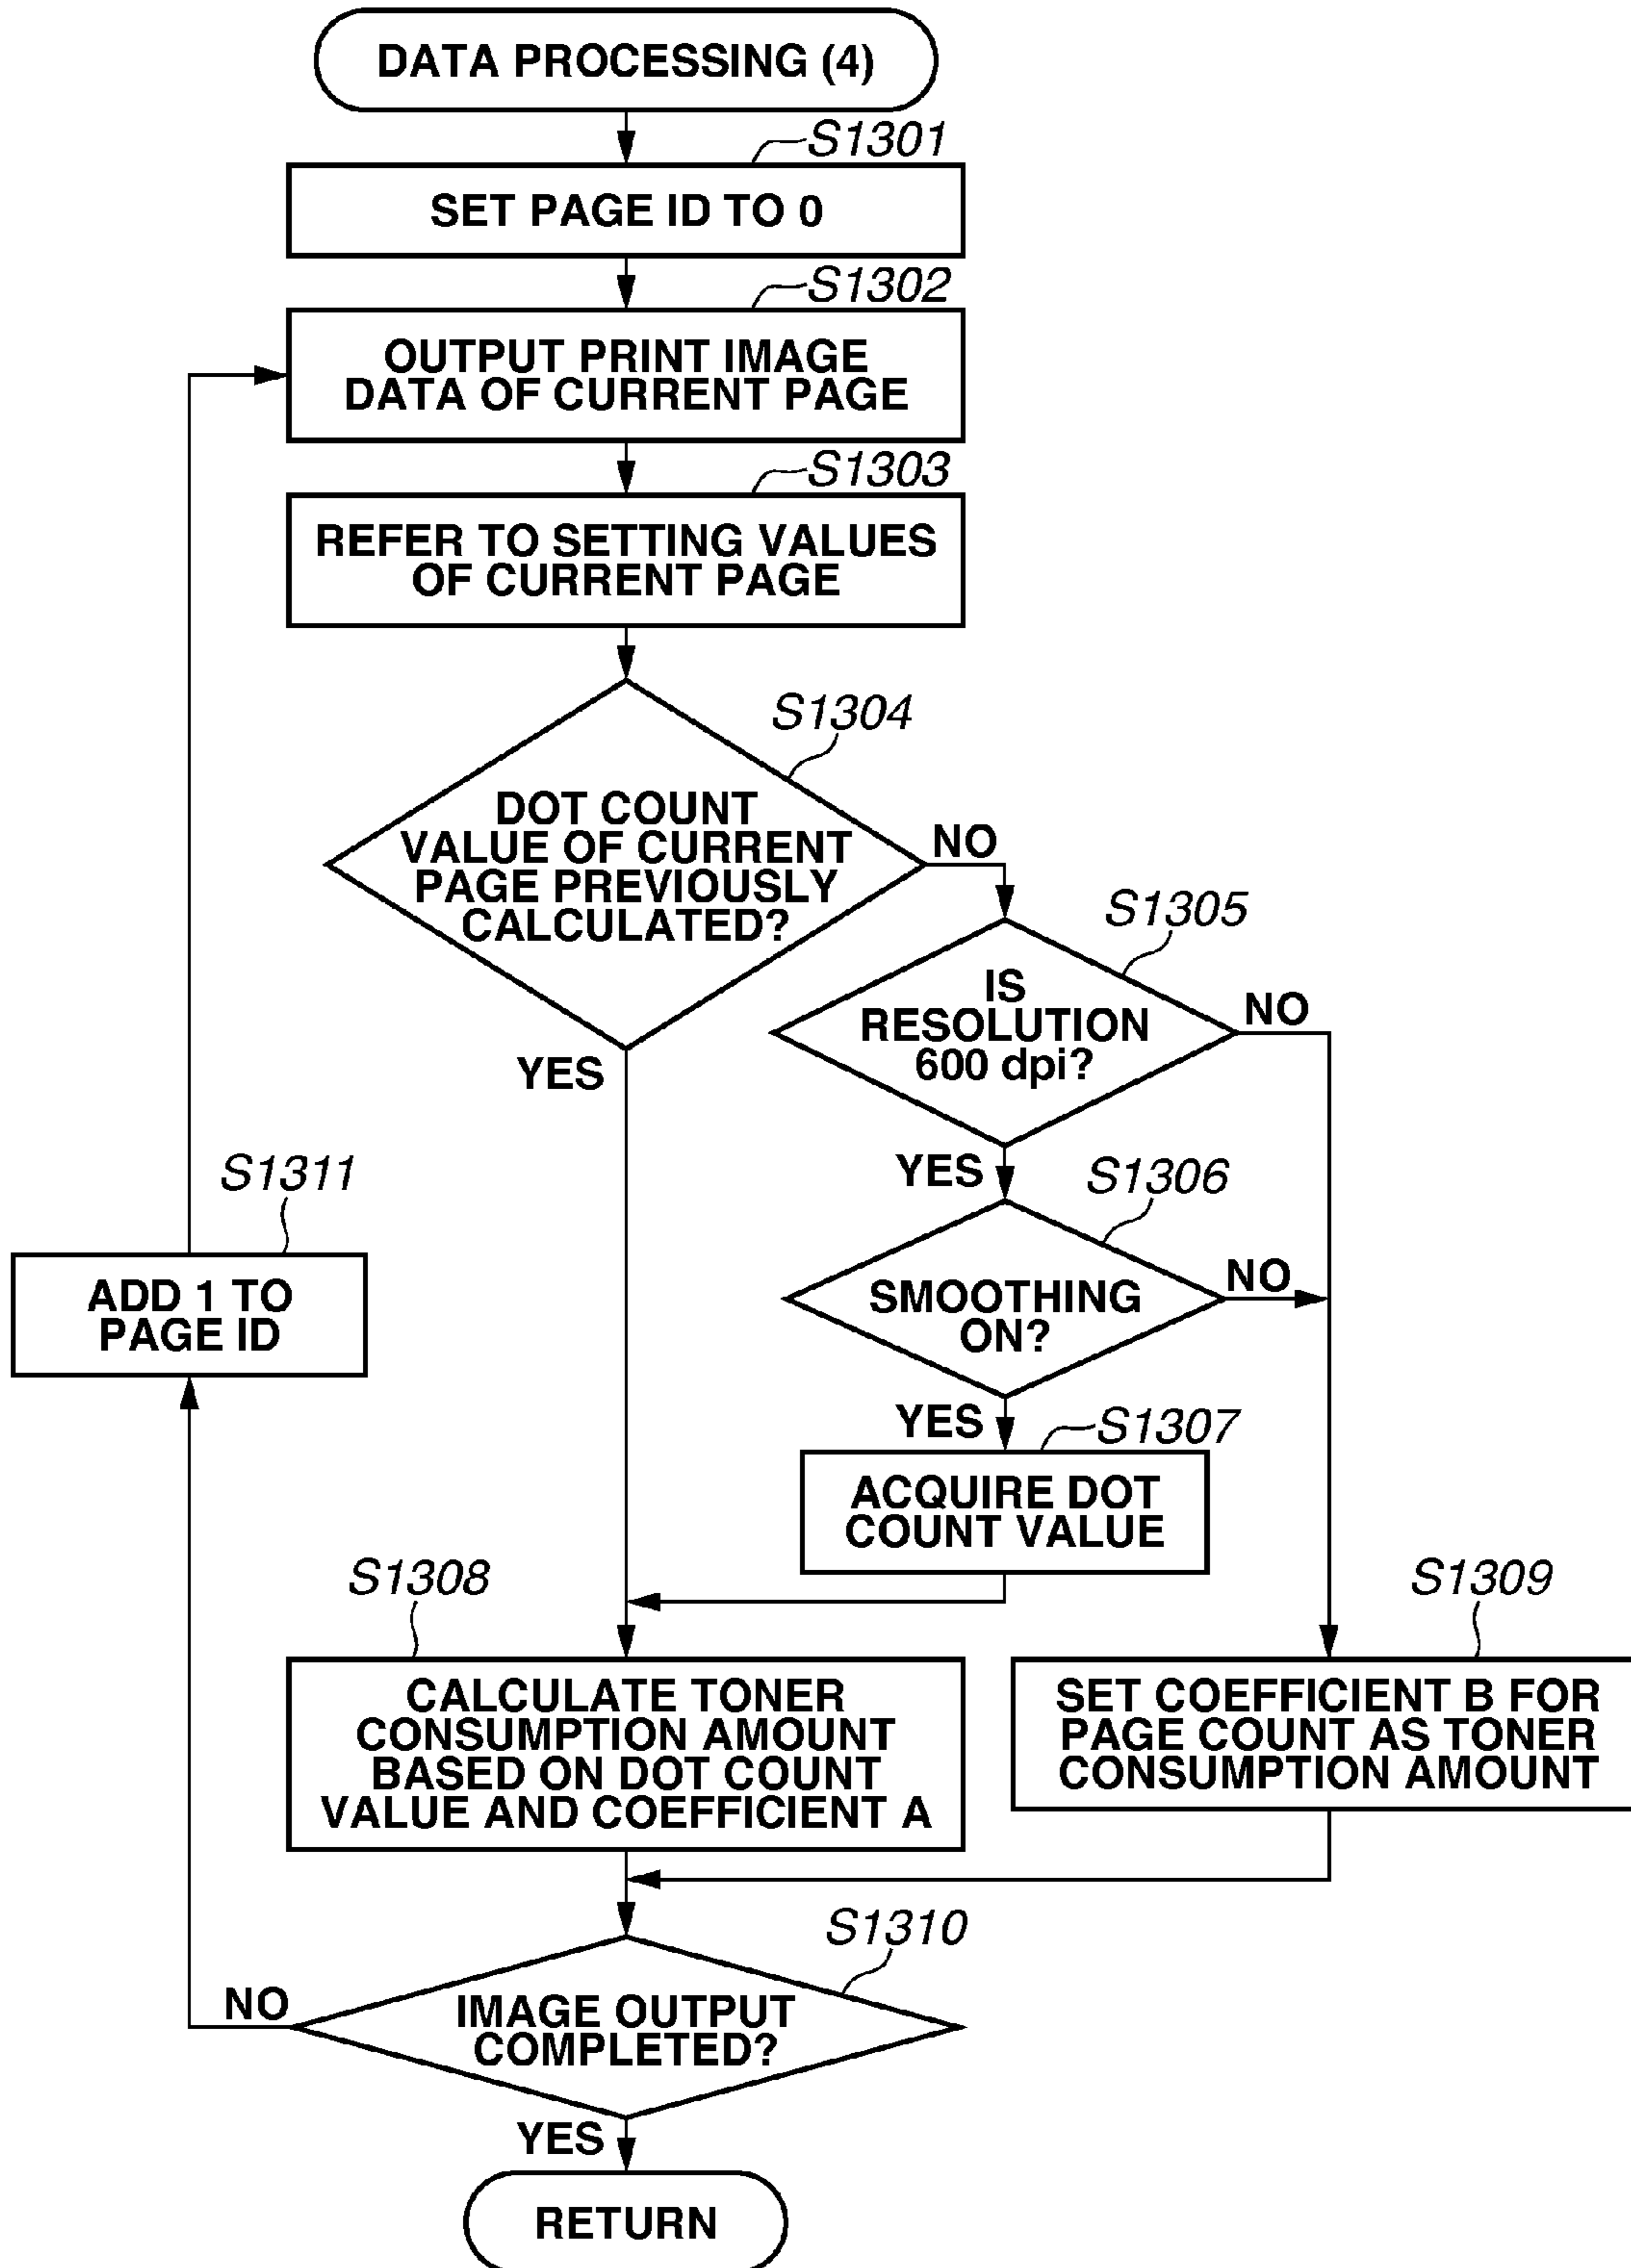 DATA PROCESSING (4)
S1301
SET PAGE ID TO 0
S1302
OUTPUT PRINT IMAGE
DATA OF CURRENT PAGE
S1303
REFER TO SETTING VALUES
OF CURRENT PAGE
S1304
DOT COUNT
VALUE OF CURRENT
PAGE PREVIOUSLY
CALCULATED?
NO
YES
S1305
IS
RESOLUTION
600 dpi?
NO
YES
S1306
SMOOTHING
ON?
NO
YES
S1307
ACQUIRE DOT
COUNT VALUE
S1308
CALCULATE TONER
CONSUMPTION AMOUNT
BASED ON DOT COUNT
VALUE AND COEFFICIENT A
S1309
SET COEFFICIENT B FOR
PAGE COUNT AS TONER
CONSUMPTION AMOUNT
S1310
IMAGE OUTPUT
COMPLETED?
NO
YES
S1311
ADD 1 TO
PAGE ID
RETURN